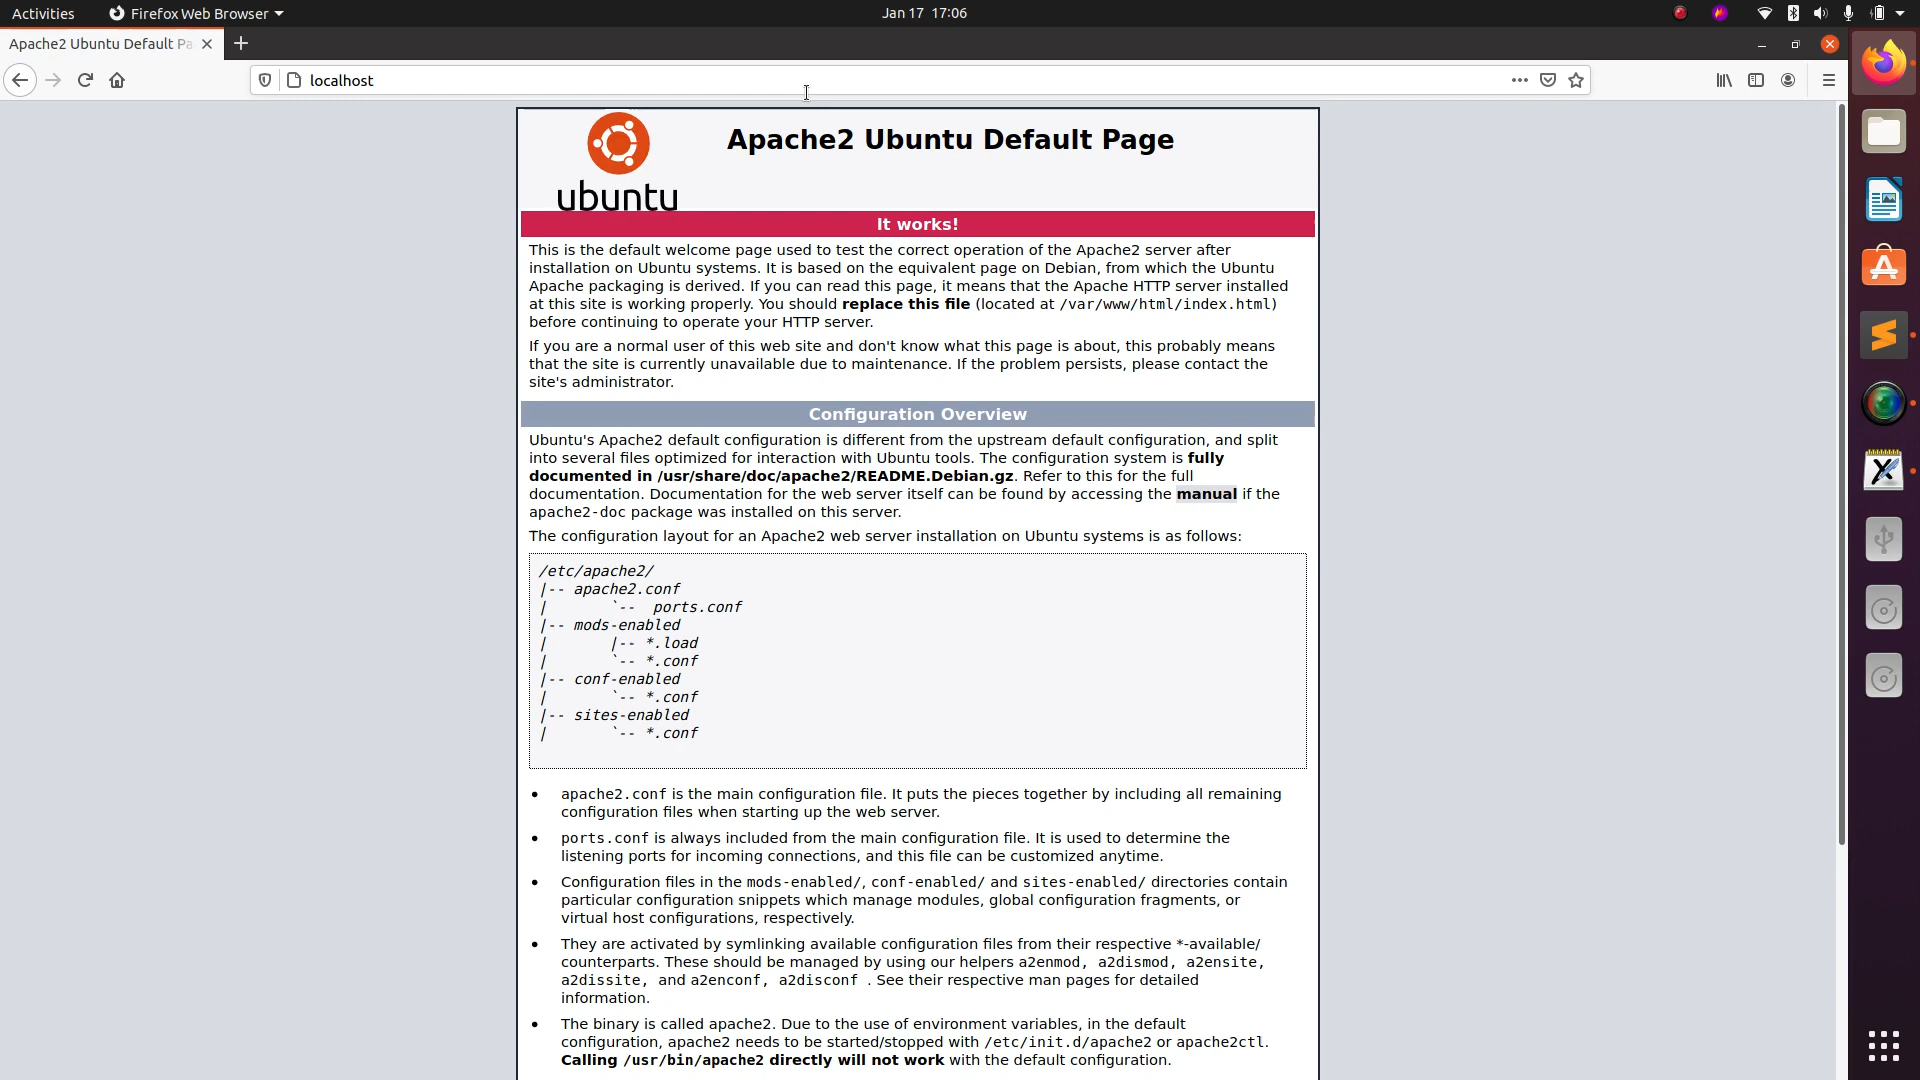 Activities
Firefox Web Browser
Jan 17 17:06
Apache2 Ubuntu Default Pa
localhost
ubuntu
Apache2 Ubuntu Default Page
It works!
This is the default welcome page used to test the correct operation of the Apache2 server after
installation on Ubuntu systems. It is based on the equivalent page on Debian, from which the Ubuntu
Apache packaging is derived. If you can read this page, it means that the Apache HTTP server installed
at this site is working properly. You should replace this file (located at /var/www/html/index.html)
before continuing to operate your HTTP server.
If you are a normal user of this web site and don't know what this page is about, this probably means
that the site is currently unavailable due to maintenance. If the problem persists, please contact the
site's administrator.
Configuration Overview
Ubuntu's Apache2 default configuration is different from the upstream default configuration, and split
into several files optimized for interaction with Ubuntu tools. The configuration system is fully
documented in /usr/share/doc/apache2/README.Debian.gz. Refer to this for the full
documentation. Documentation for the web server itself can be found by accessing the manual if the
apache2-doc package was installed on this server.
The configuration layout for an Apache2 web server installation on Ubuntu systems is as follows:
/etc/apache2/
|-- apache2.conf
|       `--  ports.conf
|-- mods-enabled
|       |-- *.load
|       `-- *.conf
|-- conf-enabled
|       `-- *.conf
|-- sites-enabled
|       `-- *.conf
• apache2.conf is the main configuration file. It puts the pieces together by including all remaining
configuration files when starting up the web server.
• ports.conf is always included from the main configuration file. It is used to determine the
listening ports for incoming connections, and this file can be customized anytime.
• Configuration files in the mods-enabled/, conf-enabled/ and sites-enabled/ directories contain
particular configuration snippets which manage modules, global configuration fragments, or
virtual host configurations, respectively.
• They are activated by symlinking available configuration files from their respective *-available/
counterparts. These should be managed by using our helpers a2enmod, a2dismod, a2ensite,
a2dissite, and a2enconf, a2disconf . See their respective man pages for detailed
information.
• The binary is called apache2. Due to the use of environment variables, in the default
configuration, apache2 needs to be started/stopped with /etc/init.d/apache2 or apache2ctl.
Calling /usr/bin/apache2 directly will not work with the default configuration.